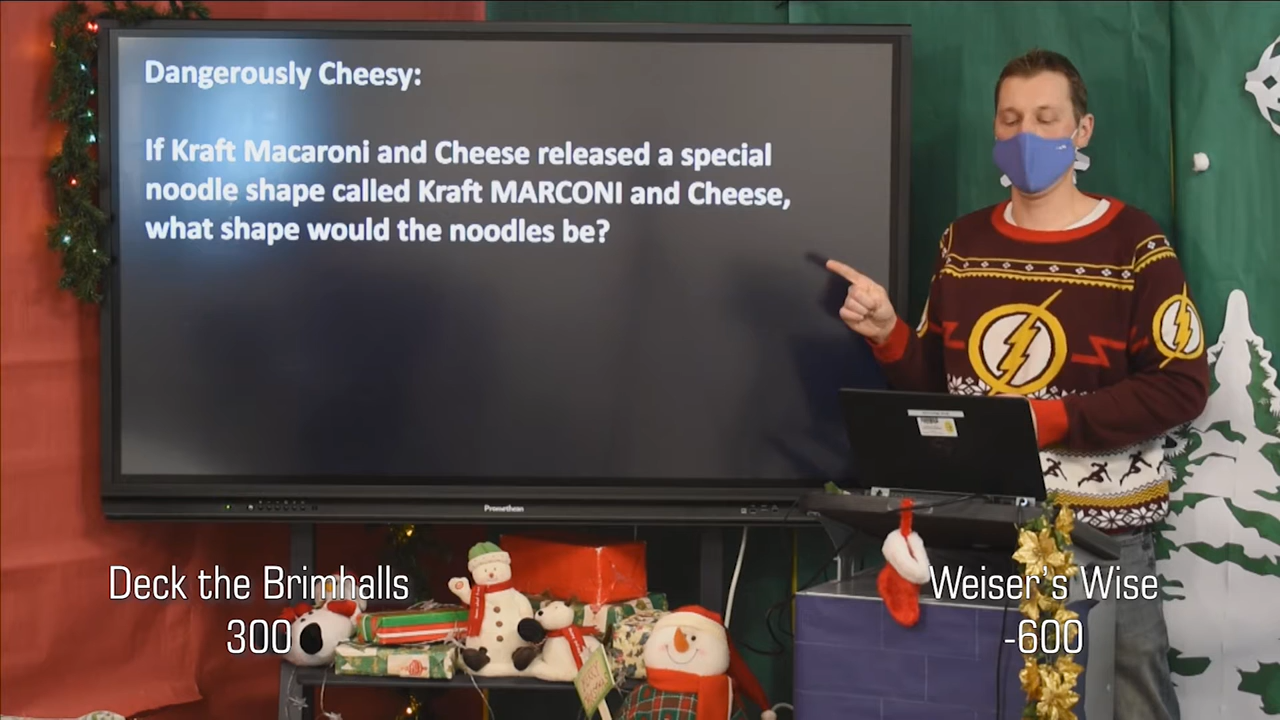 Dangerously Cheesy:
If Kraft Macaroni and Cheese released a special
noodle shape called Kraft MARCONI and Cheese,
what shape would the noodles be?
Promethean
Deck the Brimhalls
300
Weiser's Wise
-600